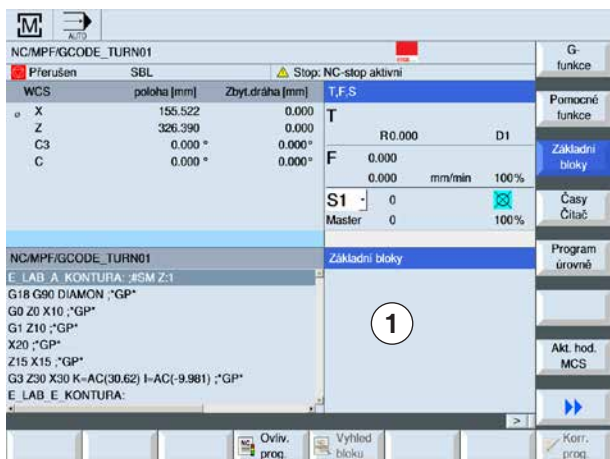 M
AUTO
NC/MPF/GCODE_TURN01
Přerušen SBL Stop: NC-stop aktivní
WCS poloha [mm] Zbyt.dráha [mm] T,F,S
X 155.522 0.000
Z 326.390 0.000
C3 0.000 ° 0.000°
C 0.000 ° 0.000°
T
R0.000 D1
F 0.000
0.000 mm/min 100%
S1 0
Master 0 100%
NC/MPF/GCODE_TURN01
E_LAB_A_KONTURA: ;#SM Z:1
G18 G90 DIAMON ;*GP*
G0 Z0 X10 ;*GP*
G1 Z10 ;*GP*
X20 ;*GP*
Z15 X15 ;*GP*
G3 Z30 X30 K=AC(30.62) I=AC(-9.981) ;*GP*
E_LAB_E_KONTURA:
Základní bloky
1
G-
funkce
Pomocné
funkce
Základní
bloky
Časy
Čítač
Program
úrovně
Akt. hod.
MCS
>
NC
Ovliv.
prog.
Vyhled
bloku
Korr.
prog.